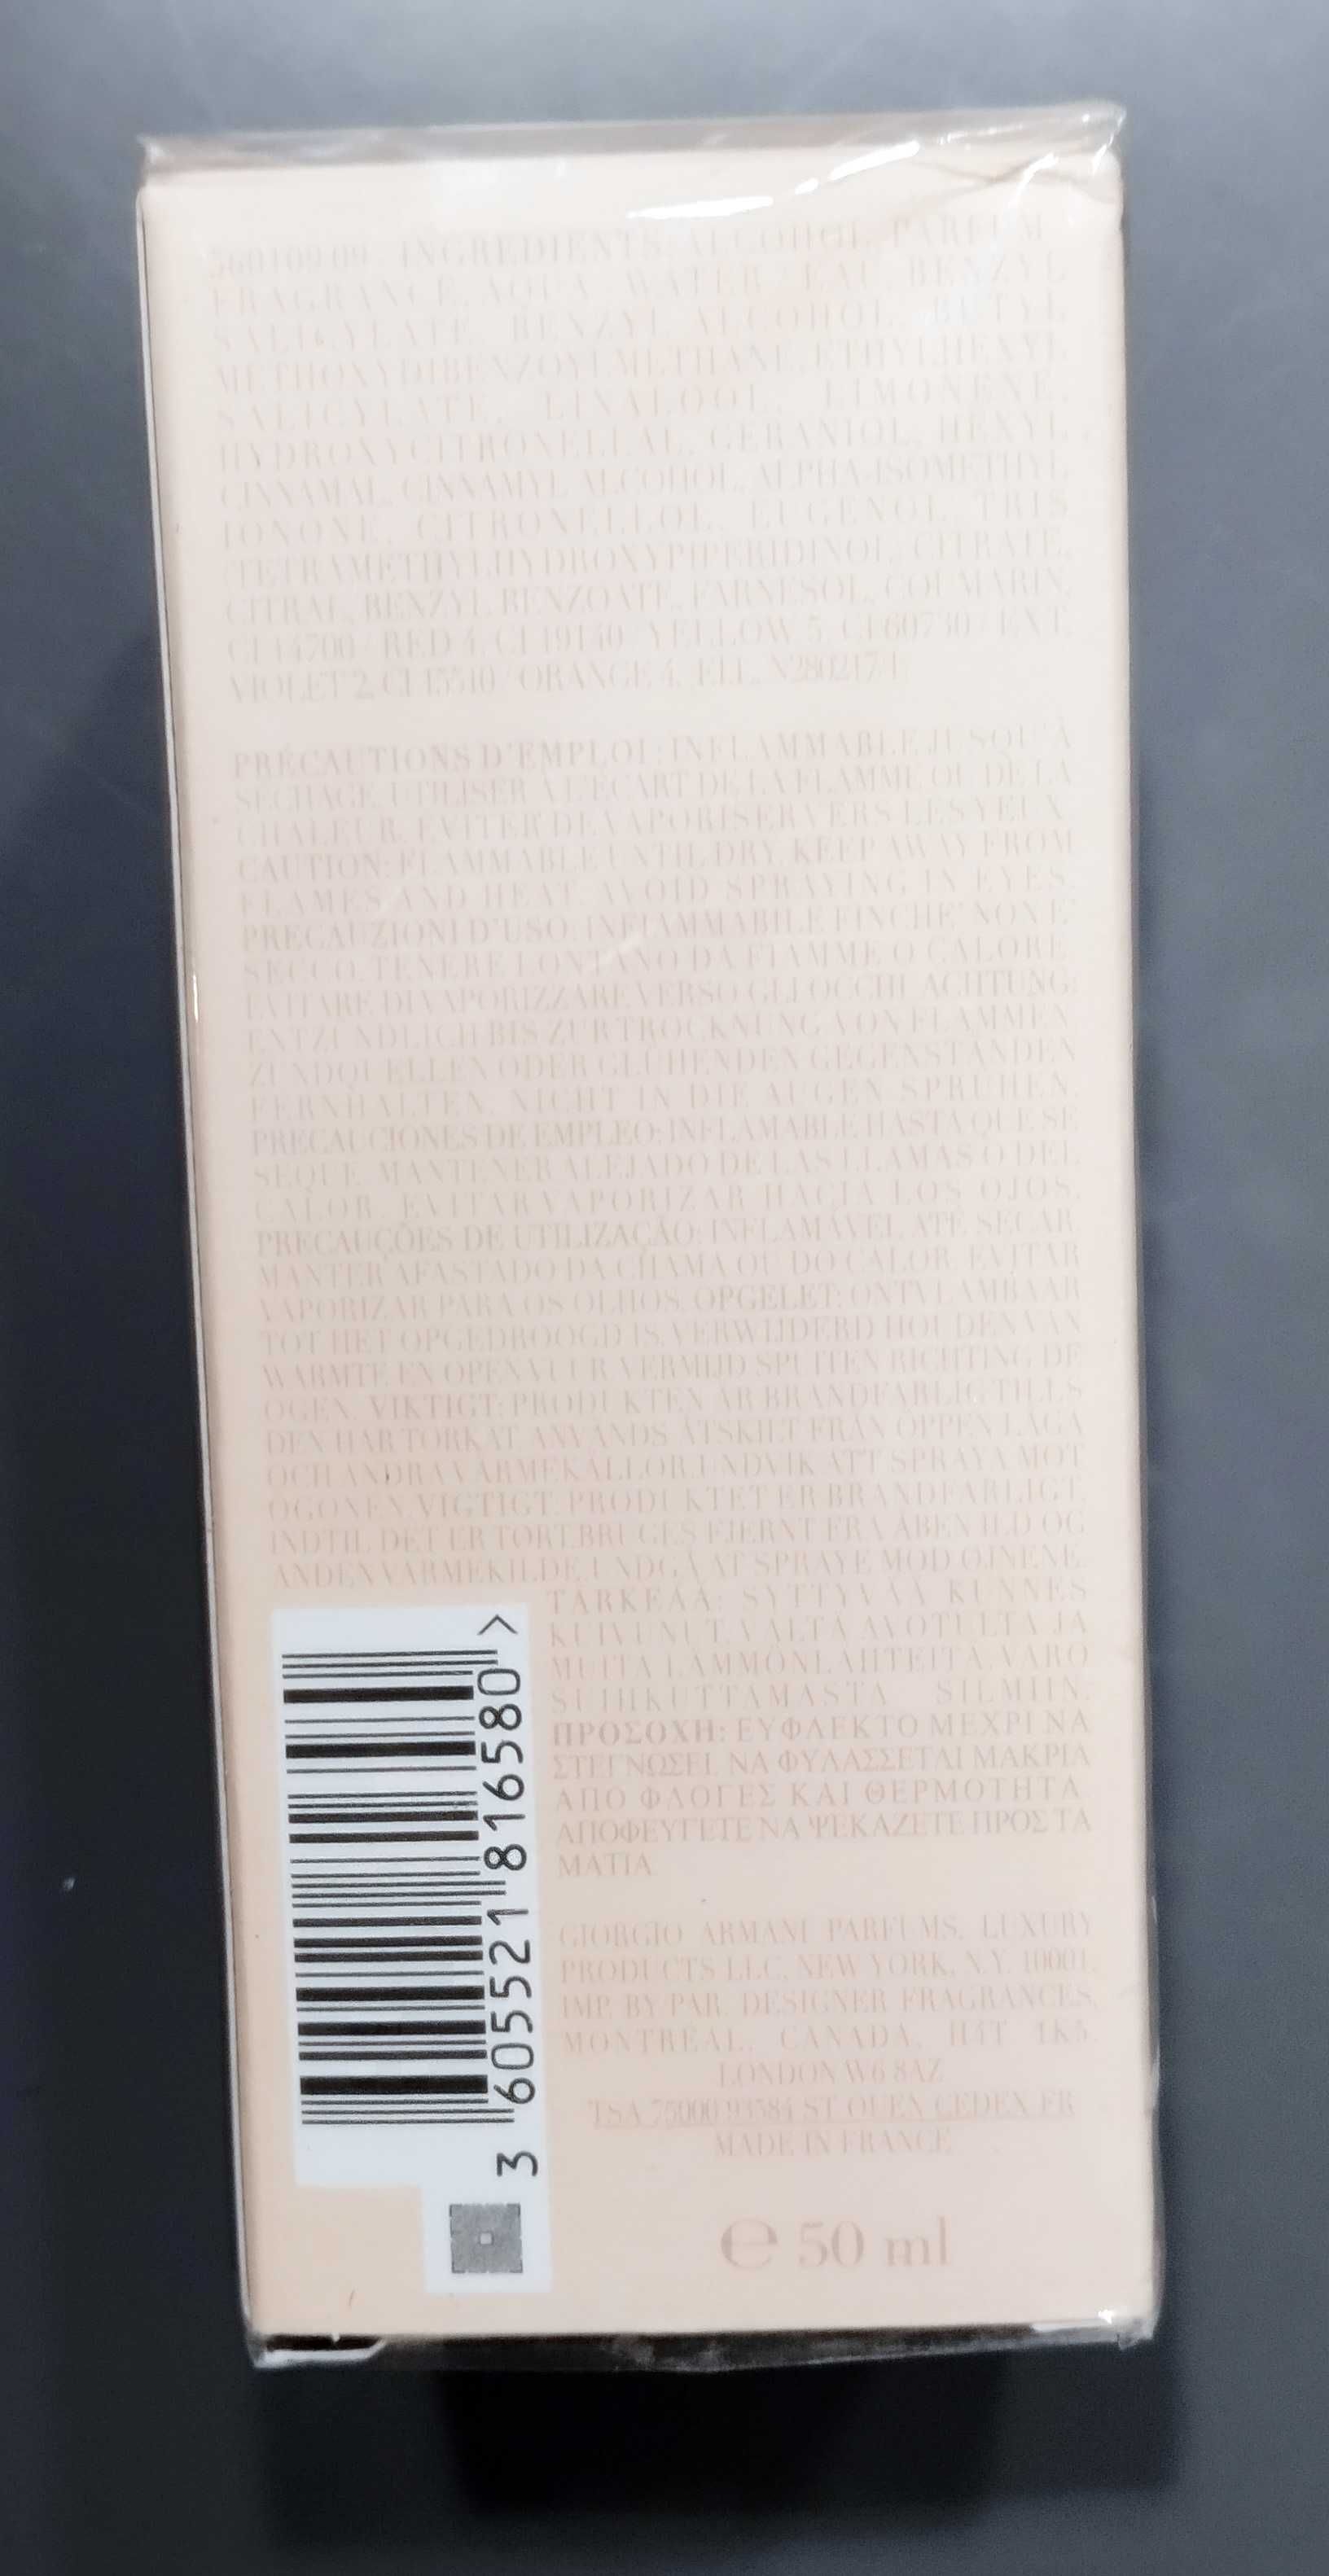 INGREDIENTS: ALCOHOL, PARFUM /
FRAGRANCE, AQUA / WATER / EAU, BENZYL
SALICYLATE, BENZYL ALCOHOL, BUTYL
METHOXYDIBENZOYLMETHANE, ETHYLHEXYL
SALICYLATE, LINALOOL, LIMONENE,
HYDROXYCITRONELLAL, GERANIOL, HEXYL
CINNAMAL, CINNAMYL ALCOHOL, ALPHA-ISOMETHYL
IONONE, CITRONELLOL, EUGENOL, TRIS
(TETRAMETHYLHYDROXYPIPERIDINOL) CITRATE,
CITRAL, BENZYL BENZOATE, FARNESOL, COUMARIN,
CI 14700 / RED 4, CI 19140 / YELLOW 5, CI 60730 / EXT.
VIOLET 2, CI 15510 / ORANGE 4. F.I.L. N280217/1
PRÉCAUTIONS D'EMPLOI: INFLAMMABLE JUSQU'À
SÉCHAGE. UTILISER À L'ÉCART DE LA FLAMME OU DE LA
CHALEUR. EVITER DE VAPORISER VERS LES YEUX.
CAUTION: FLAMMABLE UNTIL DRY. KEEP AWAY FROM
FLAMES AND HEAT. AVOID SPRAYING IN EYES.
PRECAUZIONI D'USO: INFIAMMABILE FINCHE' NON E'
SECCO. TENERE LONTANO DA FIAMME O CALORE.
EVITARE DI VAPORIZZARE VERSO GLI OCCHI. ACHTUNG:
ENTZÜNDLICH BIS ZUR TROCKNUNG. VON FLAMMEN,
ZÜNDQUELLEN ODER GLÜHENDEN GEGENSTÄNDEN
FERNHALTEN. NICHT IN DIE AUGEN SPRÜHEN.
PRECAUCIONES DE EMPLEO: INFLAMABLE HASTA QUE SE
SEQUE. MANTENER ALEJADO DE LAS LLAMAS O DEL
CALOR. EVITAR VAPORIZAR HACIA LOS OJOS.
PRECAUÇÕES DE UTILIZAÇÃO: INFLAMÁVEL ATÉ SECAR.
MANTER AFASTADO DA CHAMA OU DO CALOR. EVITAR
VAPORIZAR PARA OS OLHOS. OPGELET: ONTVLAMBAAR
TOT HET OPGEDROOGD IS. VERWIJDERD HOUDEN VAN
WARMTE EN OPEN VUUR. VERMIJD SPUITEN RICHTING DE
OGEN. VIKTIGT: PRODUKTEN ÄR BRANDFARLIG TILLS
DEN HAR TORKAT. ANVÄNDS ÅTSKILT FRÅN ÖPPEN LÅGA
OCH ANDRA VÄRMEKÄLLOR. UNDVIK ATT SPRAYA MOT
ÖGONEN. VIGTIGT: PRODUKTET ER BRANDFARLIGT,
INDTIL DET ER TØRT. BRUGES FJERNT FRA ÅBEN ILD OG
ANDEN VARMEKILDE. UNDGÅ AT SPRAYE MOD ØJNENE.
TÄRKEÄÄ: SYTTYVÄÄ KUNNES
KUIVUNUT. VÄLTÄ AVOTULTA JA
MUITA LÄMMÖNLÄHTEITÄ. VARO
SUIHKUTTAMASTA SILMIIN.
ΠΡΟΣΟΧΗ: ΕΥΦΛΕΚΤΟ ΜΕΧΡΙ ΝΑ
ΣΤΕΓΝΩΣΕΙ. ΝΑ ΦΥΛΑΣΣΕΤΑΙ ΜΑΚΡΙΑ
ΑΠΟ ΦΛΟΓΕΣ ΚΑΙ ΘΕΡΜΟΤΗΤΑ.
ΑΠΟΦΕΥΓΕΤΕ ΝΑ ΨΕΚΑΖΕΤΕ ΠΡΟΣ ΤΑ
ΜΑΤΙΑ.
3 605521 816580 >
GIORGIO ARMANI PARFUMS, LUXURY
PRODUCTS LLC, NEW YORK, N.Y. 10001,
IMP. BY/PAR DESIGNER FRAGRANCES,
MONTRÉAL, CANADA, H4T 1K5.
LONDON W6 8AZ
TSA 75000 93584 ST OUEN CEDEX FR
MADE IN FRANCE
℮ 50 ml